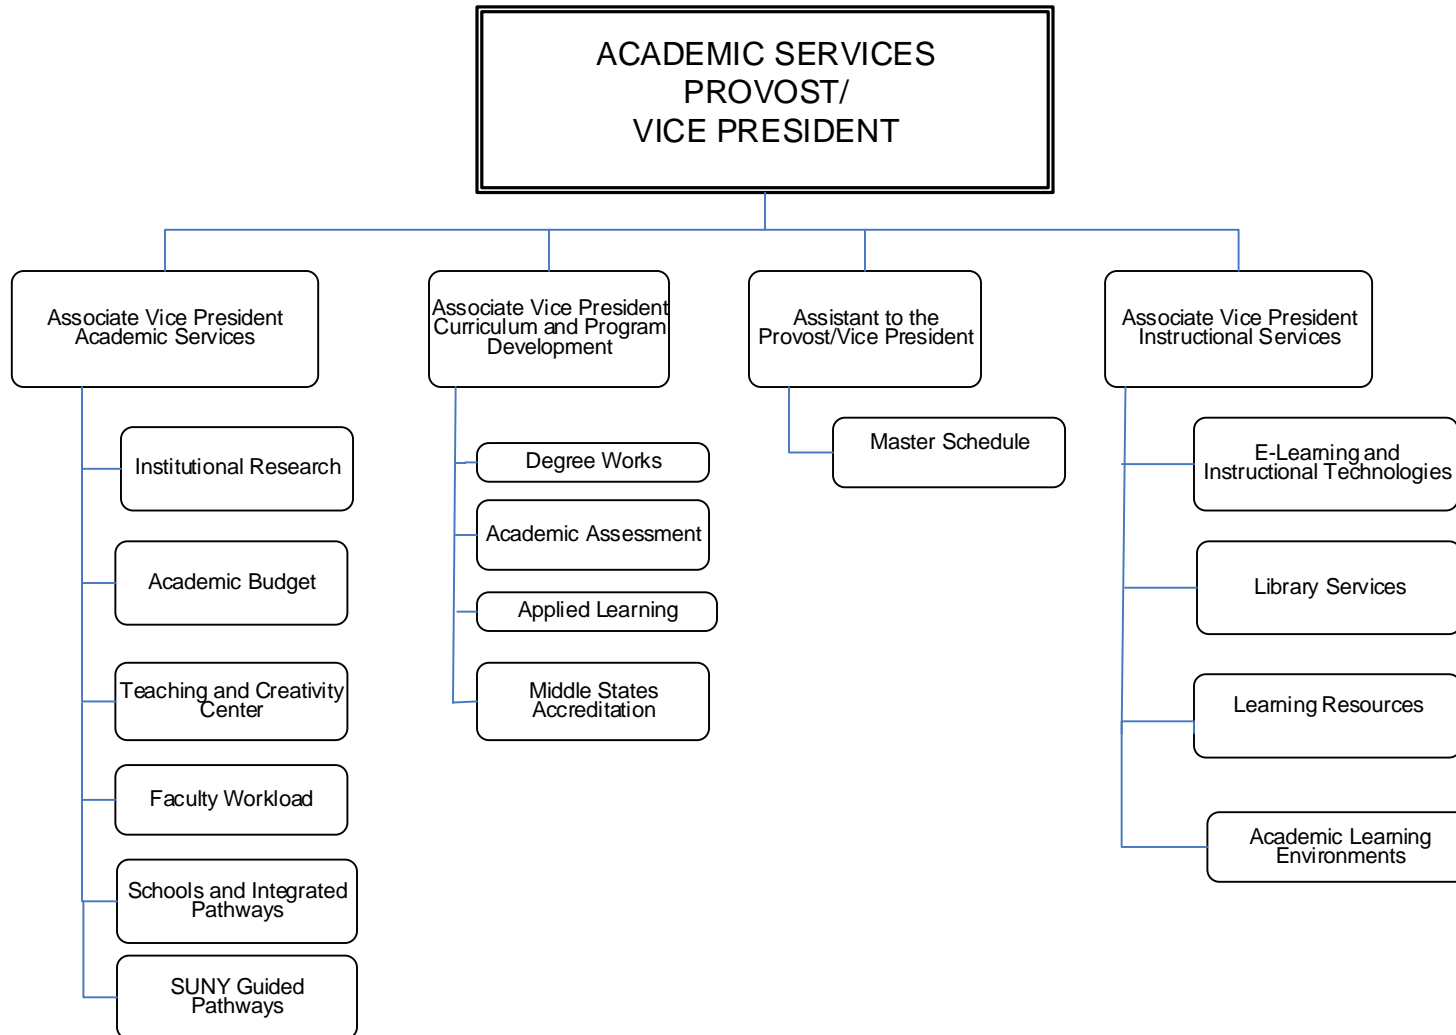 ACADEMIC SERVICES
PROVOST/
VICE PRESIDENT
Associate Vice President
Academic Services
Associate Vice President
Curriculum and Program
Development
Assistant to the
Provost/Vice President
Associate Vice President
Instructional Services
Institutional Research
Academic Budget
Teaching and Creativity
Center
Faculty Workload
Schools and Integrated
Pathways
SUNY Guided
Pathways
Degree Works
Academic Assessment
Applied Learning
Middle States
Accreditation
Master Schedule
E-Learning and
Instructional Technologies
Library Services
Learning Resources
Academic Learning
Environments